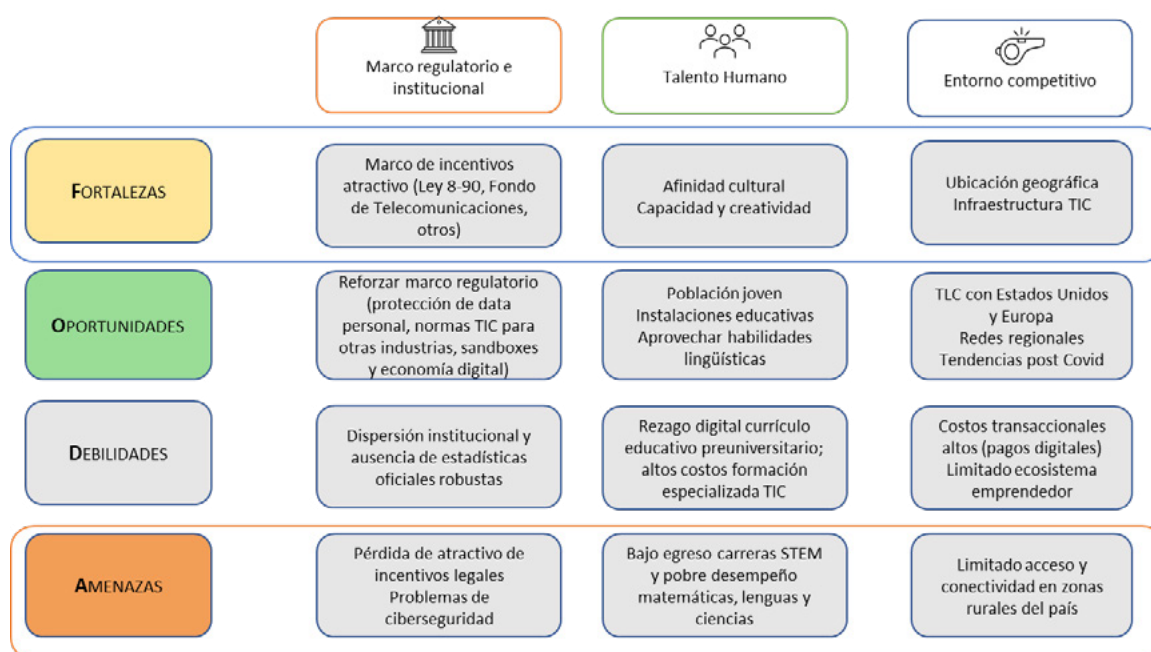 Marco regulatorio e
institucional
Talento Humano
Entorno competitivo
FORTALEZAS
Marco de incentivos
atractivo (Ley 8-90, Fondo
de Telecomunicaciones,
otros)
Afinidad cultural
Capacidad y creatividad
Ubicación geográfica
Infraestructura TIC
OPORTUNIDADES
Reforzar marco regulatorio
(protección de data
personal, normas TIC para
otras industrias, sandboxes
y economía digital)
Población joven
Instalaciones educativas
Aprovechar habilidades
lingüísticas
TLC con Estados Unidos
y Europa
Redes regionales
Tendencias post Covid
DEBILIDADES
Dispersión institucional y
ausencia de estadísticas
oficiales robustas
Rezago digital currículo
educativo preuniversitario;
altos costos formación
especializada TIC
Costos transaccionales
altos (pagos digitales)
Limitado ecosistema
emprendedor
AMENAZAS
Pérdida de atractivo de
incentivos legales
Problemas de
ciberseguridad
Bajo egreso carreras STEM
y pobre desempeño
matemáticas, lenguas y
ciencias
Limitado acceso y
conectividad en zonas
rurales del país